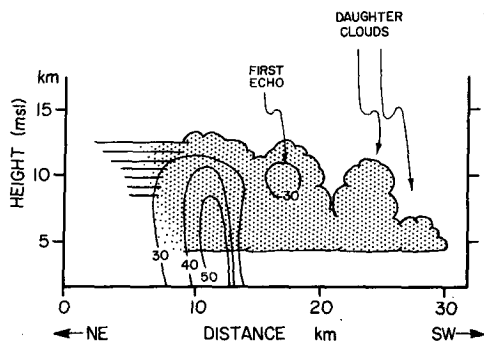 DAUGHTER
CLOUDS
FIRST
ECHO
km
15
10
5
HEIGHT (msl)
30
30
40
50
0
10
20
30
NE
DISTANCE km
SW